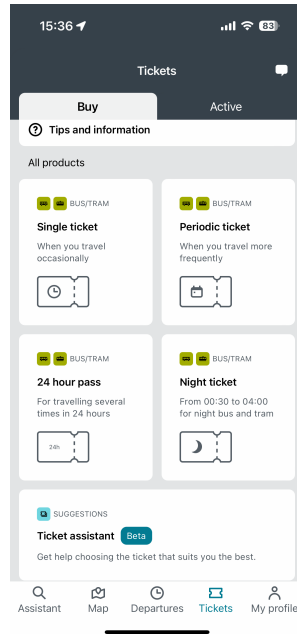 15:36
83
Tickets
Buy
Active
Tips and information
All products
BUS/TRAM
BUS/TRAM
Single ticket
Periodic ticket
When you travel
occasionally
When you travel more
frequently
BUS/TRAM
BUS/TRAM
24 hour pass
Night ticket
For travelling several
times in 24 hours
From 00:30 to 04:00
for night bus and tram
24h
SUGGESTIONS
Ticket assistant Beta
Get help choosing the ticket that suits you the best.
Assistant
Map
Departures
Tickets
My profile